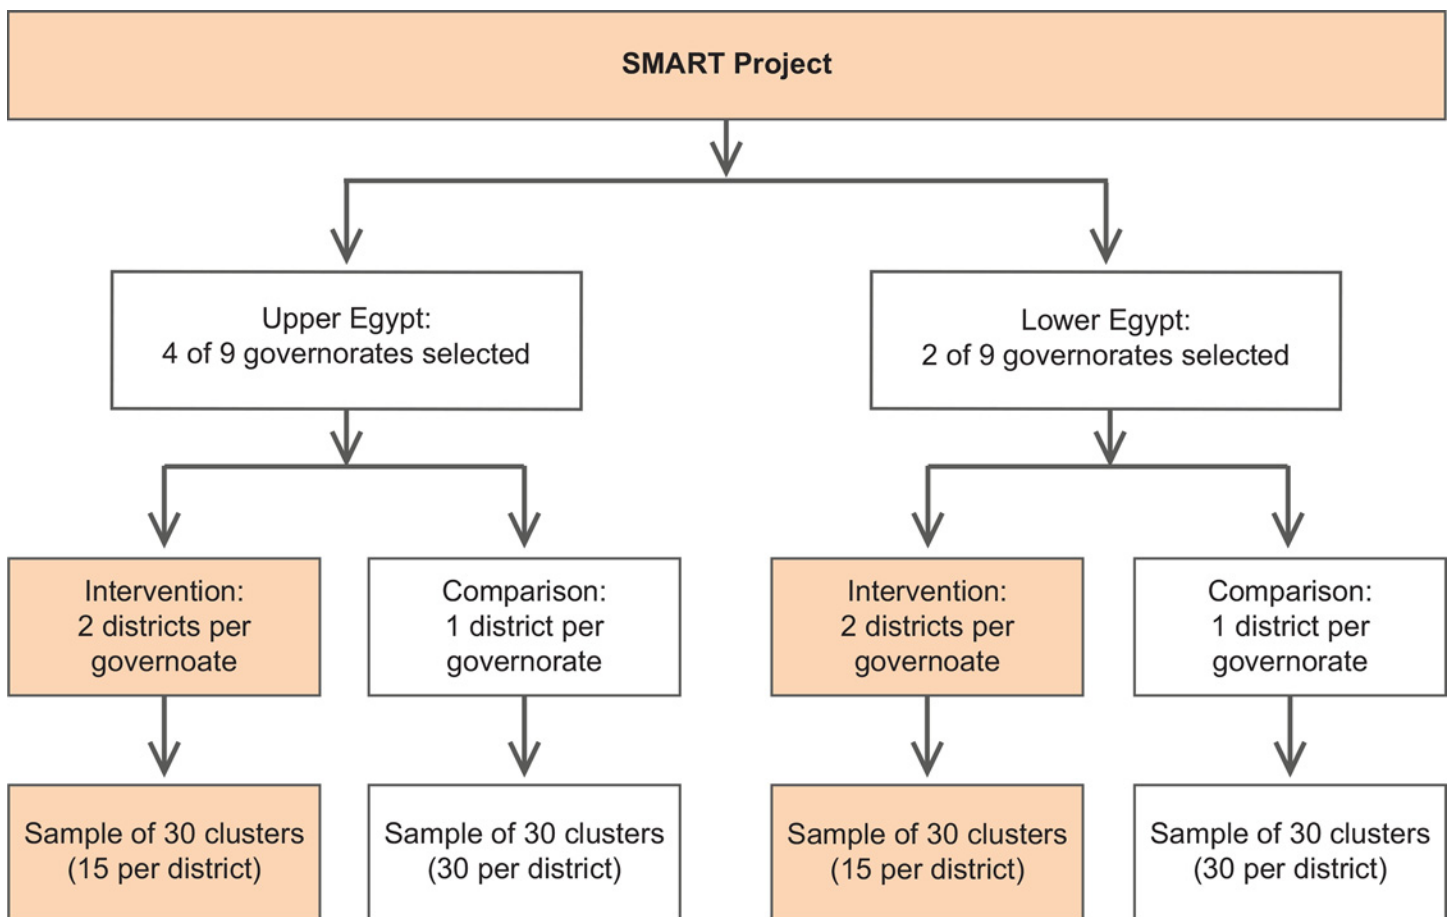 SMART Project
Upper Egypt:
4 of 9 governorates selected
Lower Egypt:
2 of 9 governorates selected
Intervention:
2 districts per
governoate
Comparison:
1 district per
governorate
Intervention:
2 districts per
governoate
Comparison:
1 district per
governorate
Sample of 30 clusters
(15 per district)
Sample of 30 clusters
(30 per district)
Sample of 30 clusters
(15 per district)
Sample of 30 clusters
(30 per district)